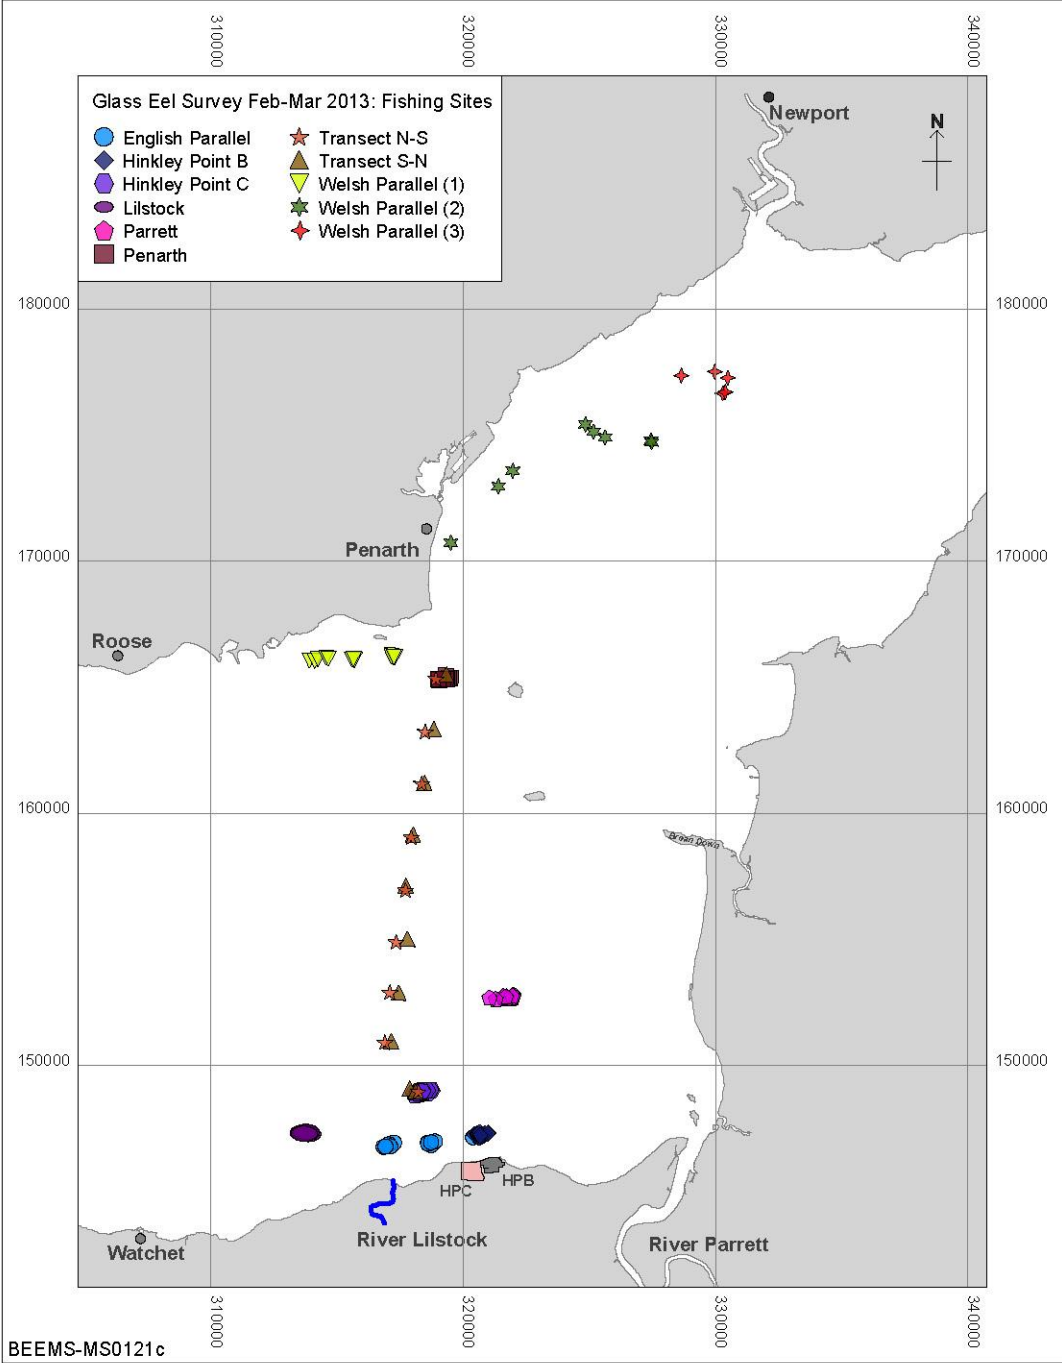 310000
320000
330000
340000
Glass Eel Survey Feb-Mar 2013: Fishing Sites
English Parallel
Hinkley Point B
Hinkley Point C
Lilstock
Parrett
Penarth
Transect N-S
Transect S-N
Welsh Parallel (1)
Welsh Parallel (2)
Welsh Parallel (3)
Newport
N
180000
180000
Penarth
170000
170000
Roose
160000
160000
Brean Down
150000
150000
HPC
HPB
River Lilstock
River Parrett
Watchet
310000
320000
330000
340000
BEEMS-MS0121c